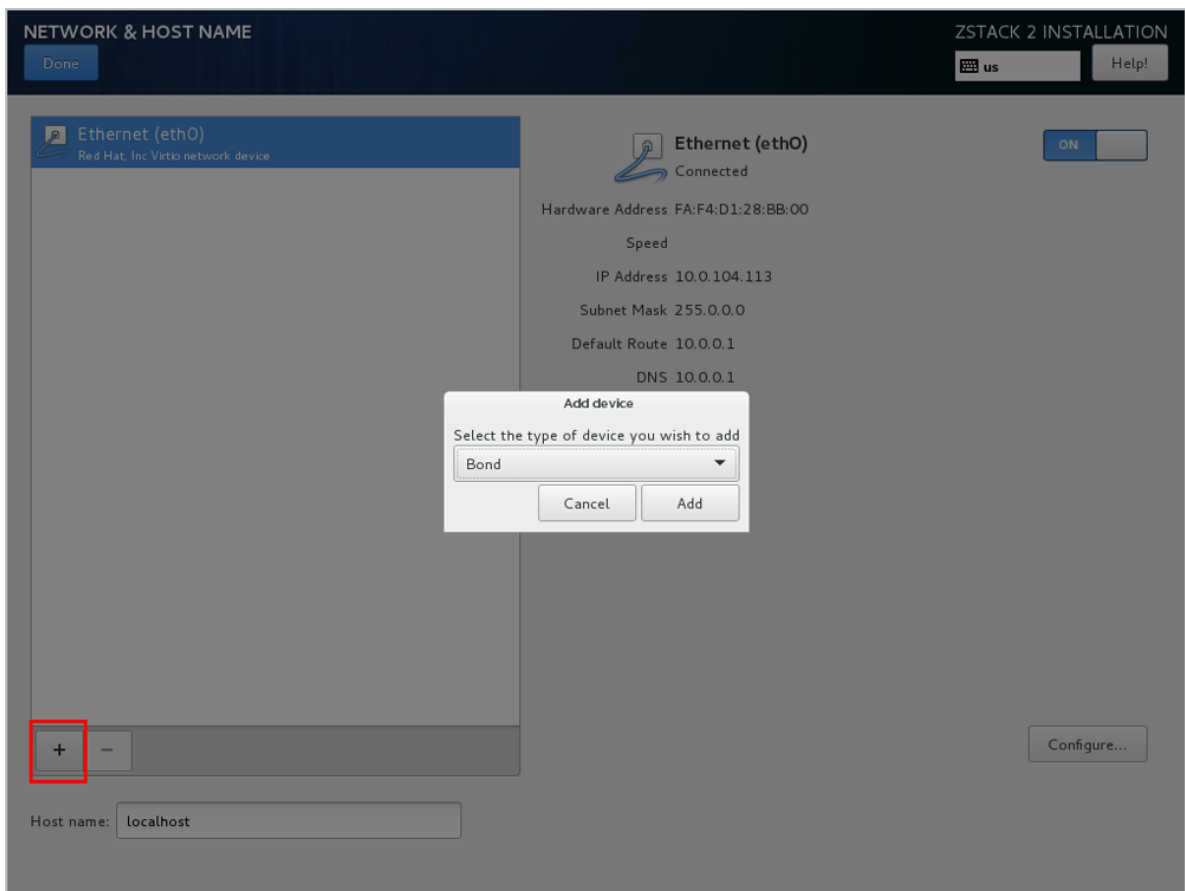 NETWORK & HOST NAME
ZSTACK 2 INSTALLATION
Done
us
Help!
Ethernet (eth0)
Red Hat, Inc Virtio network device
Ethernet (eth0)
Connected
ON
Hardware Address FA:F4:D1:28:BB:00
Speed
IP Address 10.0.104.113
Subnet Mask 255.0.0.0
Default Route 10.0.0.1
DNS 10.0.0.1
Add device
Select the type of device you wish to add
Bond
Cancel
Add
+
−
Configure...
Host name: localhost